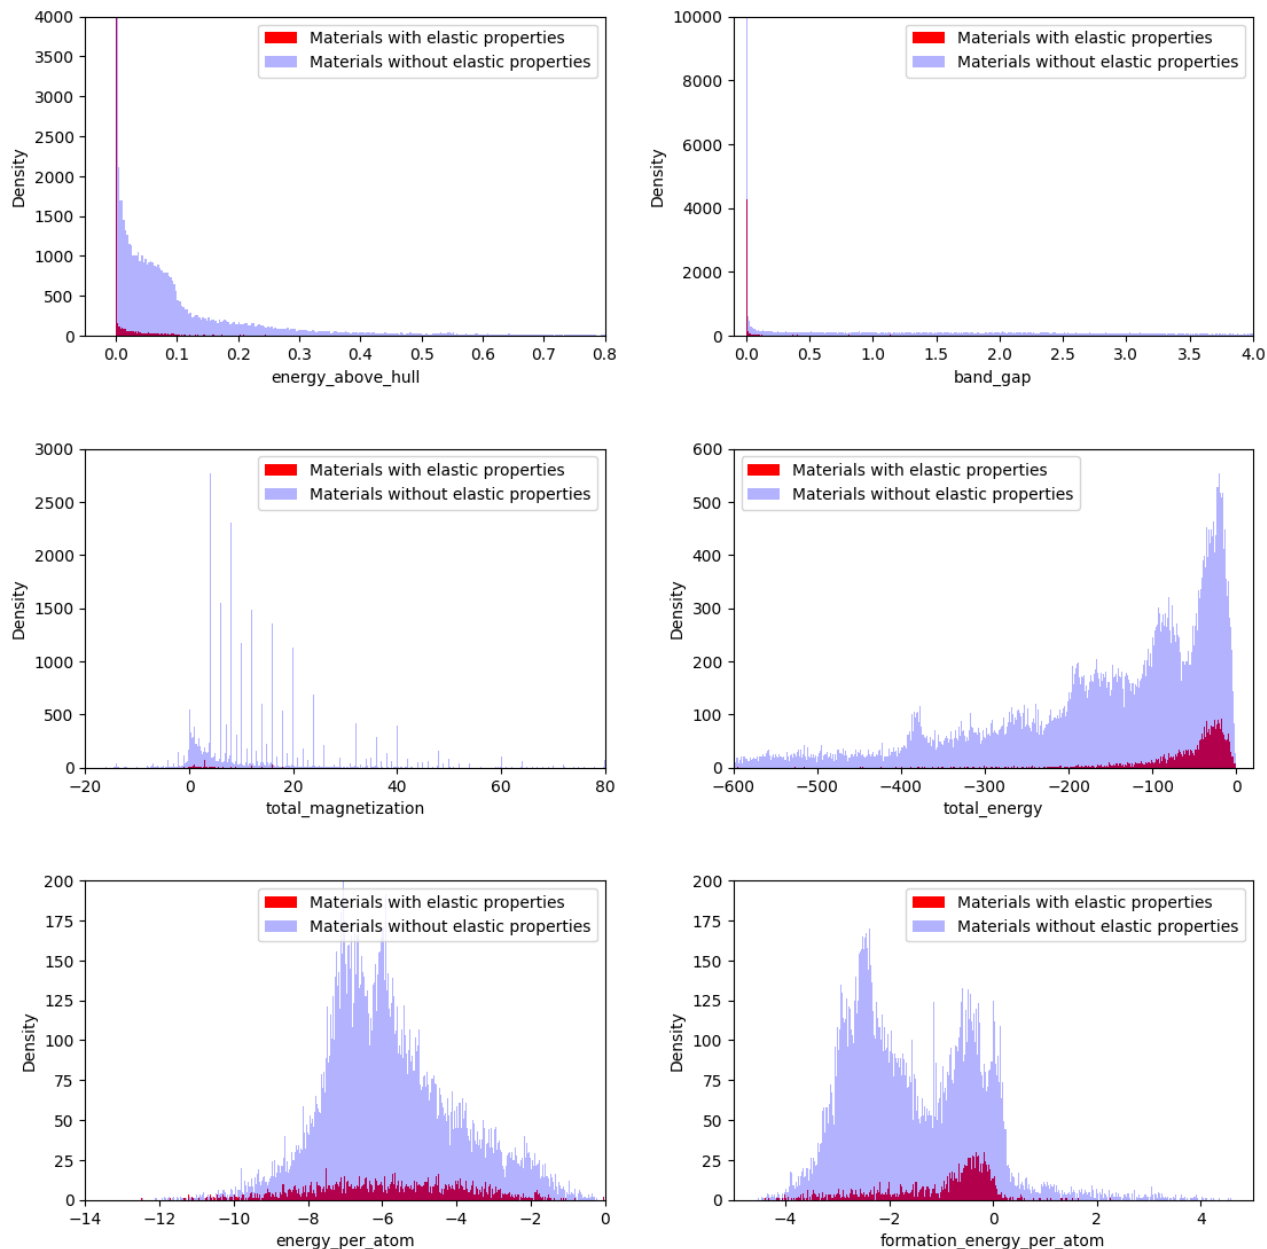 4000
3500
3000
2500
2000
1500
1000
500
0
Density
0.0 0.1 0.2 0.3 0.4 0.5 0.6 0.7 0.8
energy_above_hull
Materials with elastic properties
Materials without elastic properties
10000
8000
6000
4000
2000
0
Density
0.0 0.5 1.0 1.5 2.0 2.5 3.0 3.5 4.0
band_gap
Materials with elastic properties
Materials without elastic properties
3000
2500
2000
1500
1000
500
0
Density
−20 0 20 40 60 80
total_magnetization
Materials with elastic properties
Materials without elastic properties
600
500
400
300
200
100
0
Density
−600 −500 −400 −300 −200 −100 0
total_energy
Materials with elastic properties
Materials without elastic properties
200
175
150
125
100
75
50
25
0
Density
−14 −12 −10 −8 −6 −4 −2 0
energy_per_atom
Materials with elastic properties
Materials without elastic properties
200
175
150
125
100
75
50
25
0
Density
−4 −2 0 2 4
formation_energy_per_atom
Materials with elastic properties
Materials without elastic properties